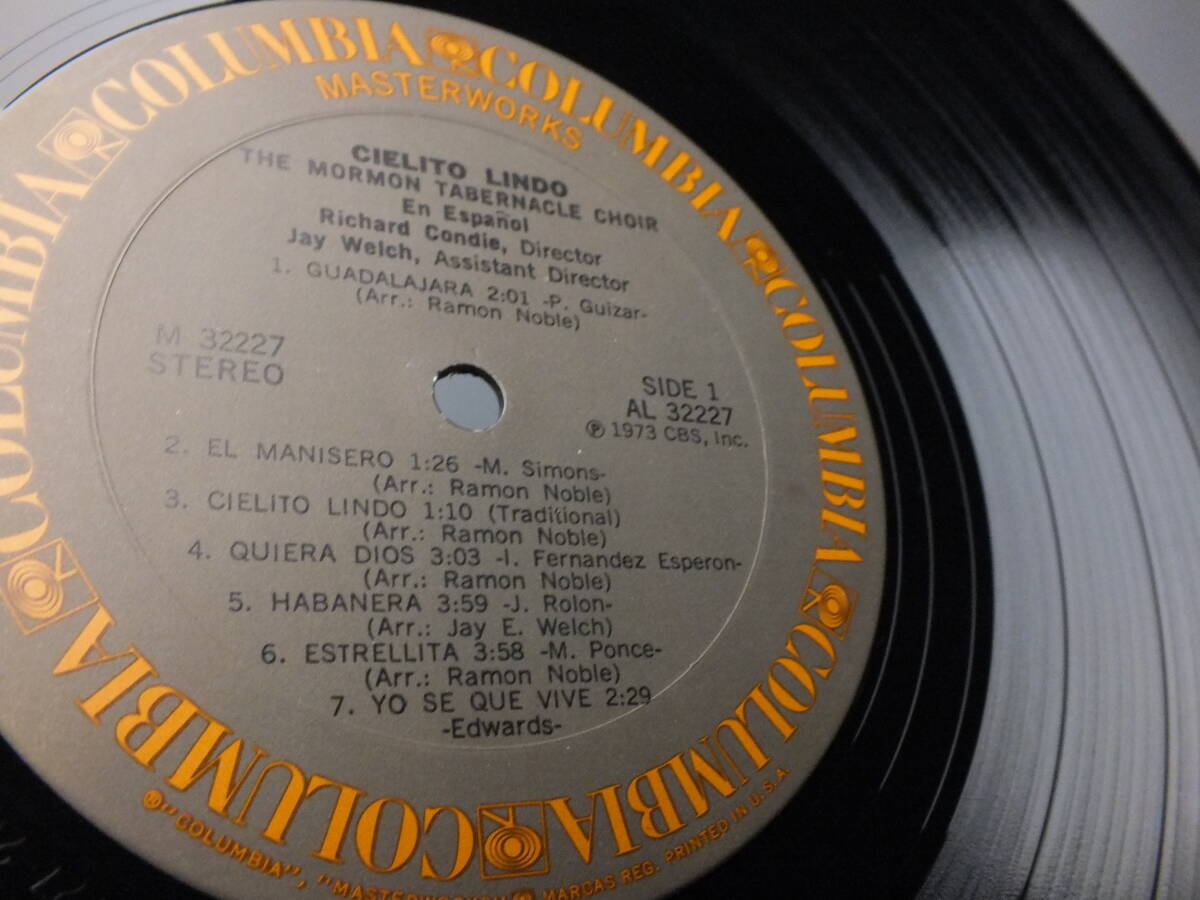 COLUMBIA COLUMBIA COLUMBIA COLUMBIA COLUMBIA COLUMBIA COLUMBIA
MASTERWORKS
CIELITO LINDO
THE MORMON TABERNACLE CHOIR
En Español
Richard Condie, Director
Jay Welch, Assistant Director
1. GUADALAJARA 2:01 -P. Guizar-
(Arr.: Ramon Noble)
M 32227
STEREO
SIDE 1
AL 32227
Ⓟ 1973 CBS, Inc.
2. EL MANISERO 1:26 -M. Simons-
(Arr.: Ramon Noble)
3. CIELITO LINDO 1:10 (Traditional)
(Arr.: Ramon Noble)
4. QUIERA DIOS 3:03 -I. Fernandez Esperon-
(Arr.: Ramon Noble)
5. HABANERA 3:59 -J. Rolon-
(Arr.: Jay E. Welch)
6. ESTRELLITA 3:58 -M. Ponce-
(Arr.: Ramon Noble)
7. YO SE QUE VIVE 2:29
-Edwards-
® "COLUMBIA", "MASTERWORKS" MARCAS REG. PRINTED IN U.S.A.